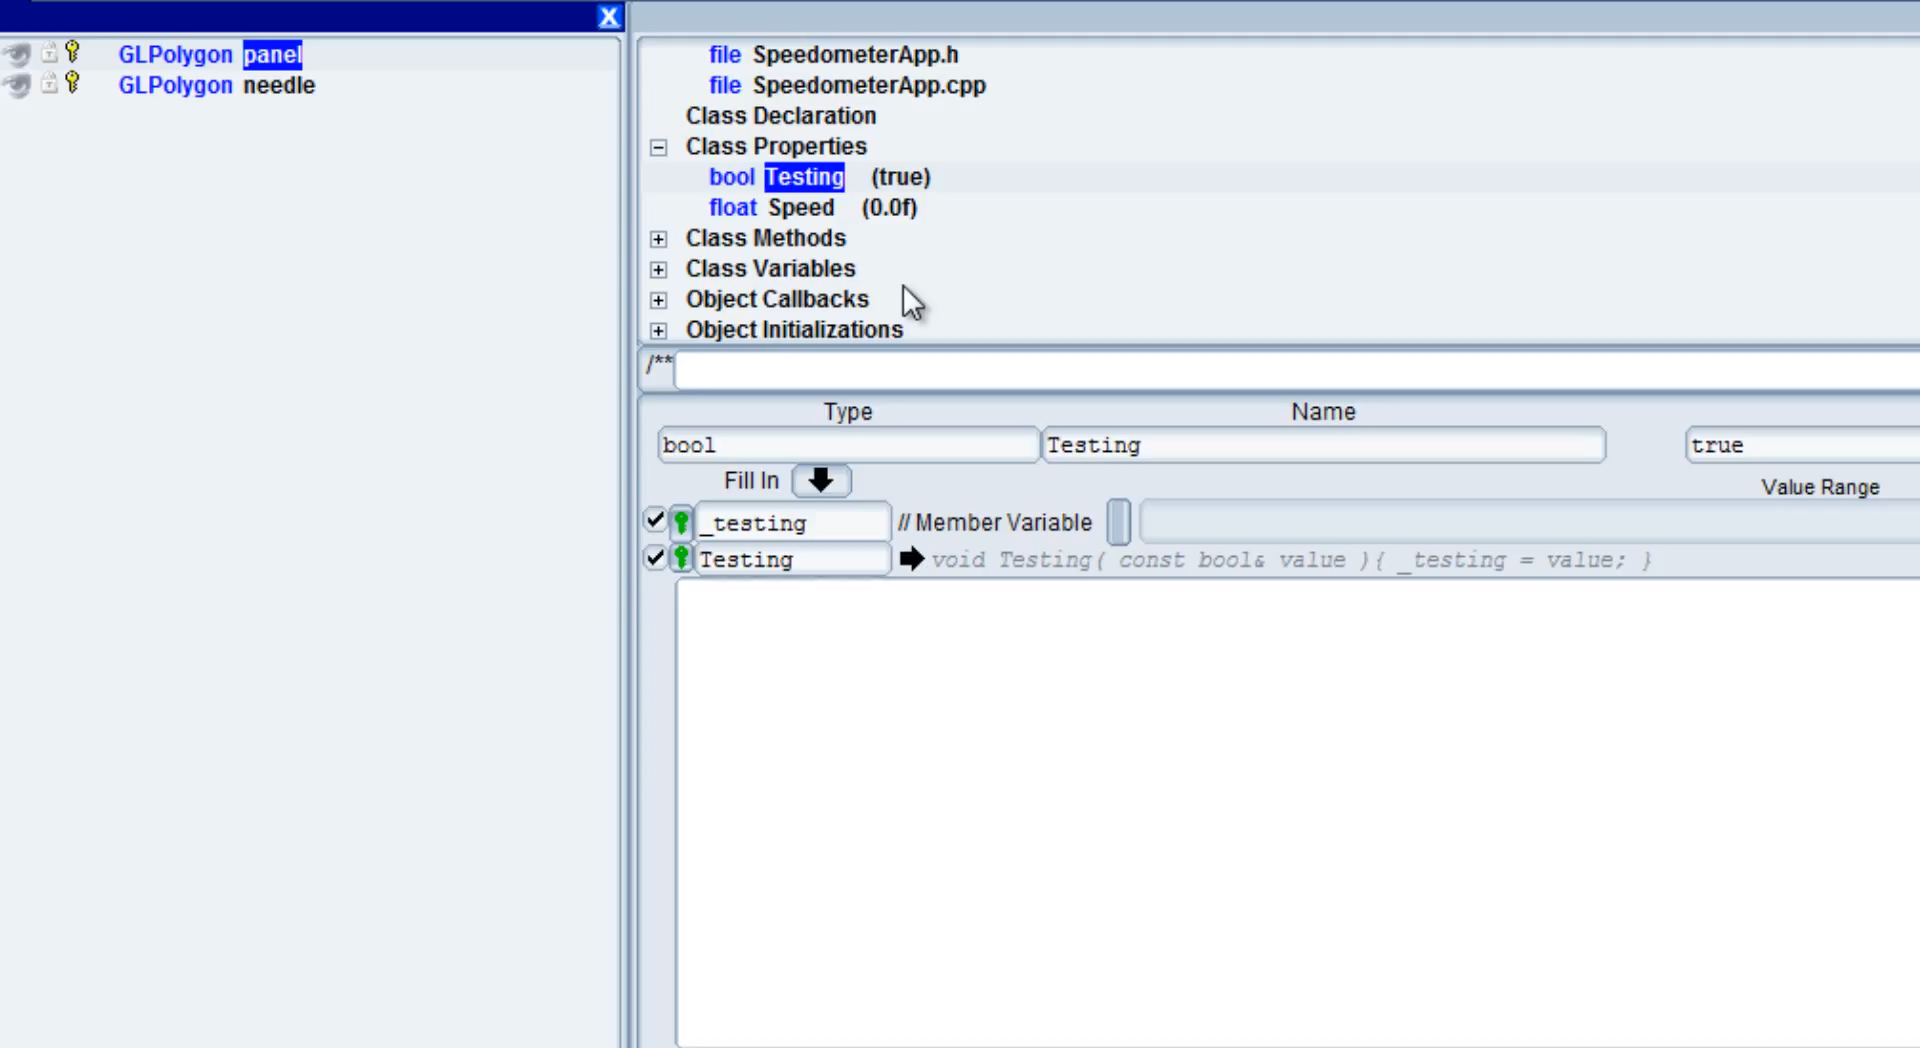 X
GLPolygon panel
GLPolygon needle
file SpeedometerApp.h
file SpeedometerApp.cpp
Class Declaration
Class Properties
bool Testing (true)
float Speed (0.0f)
Class Methods
Class Variables
Object Callbacks
Object Initializations
/**
Type Name
bool Testing true
Fill In Value Range
_testing // Member Variable
Testing void Testing( const bool& value ){ _testing = value; }